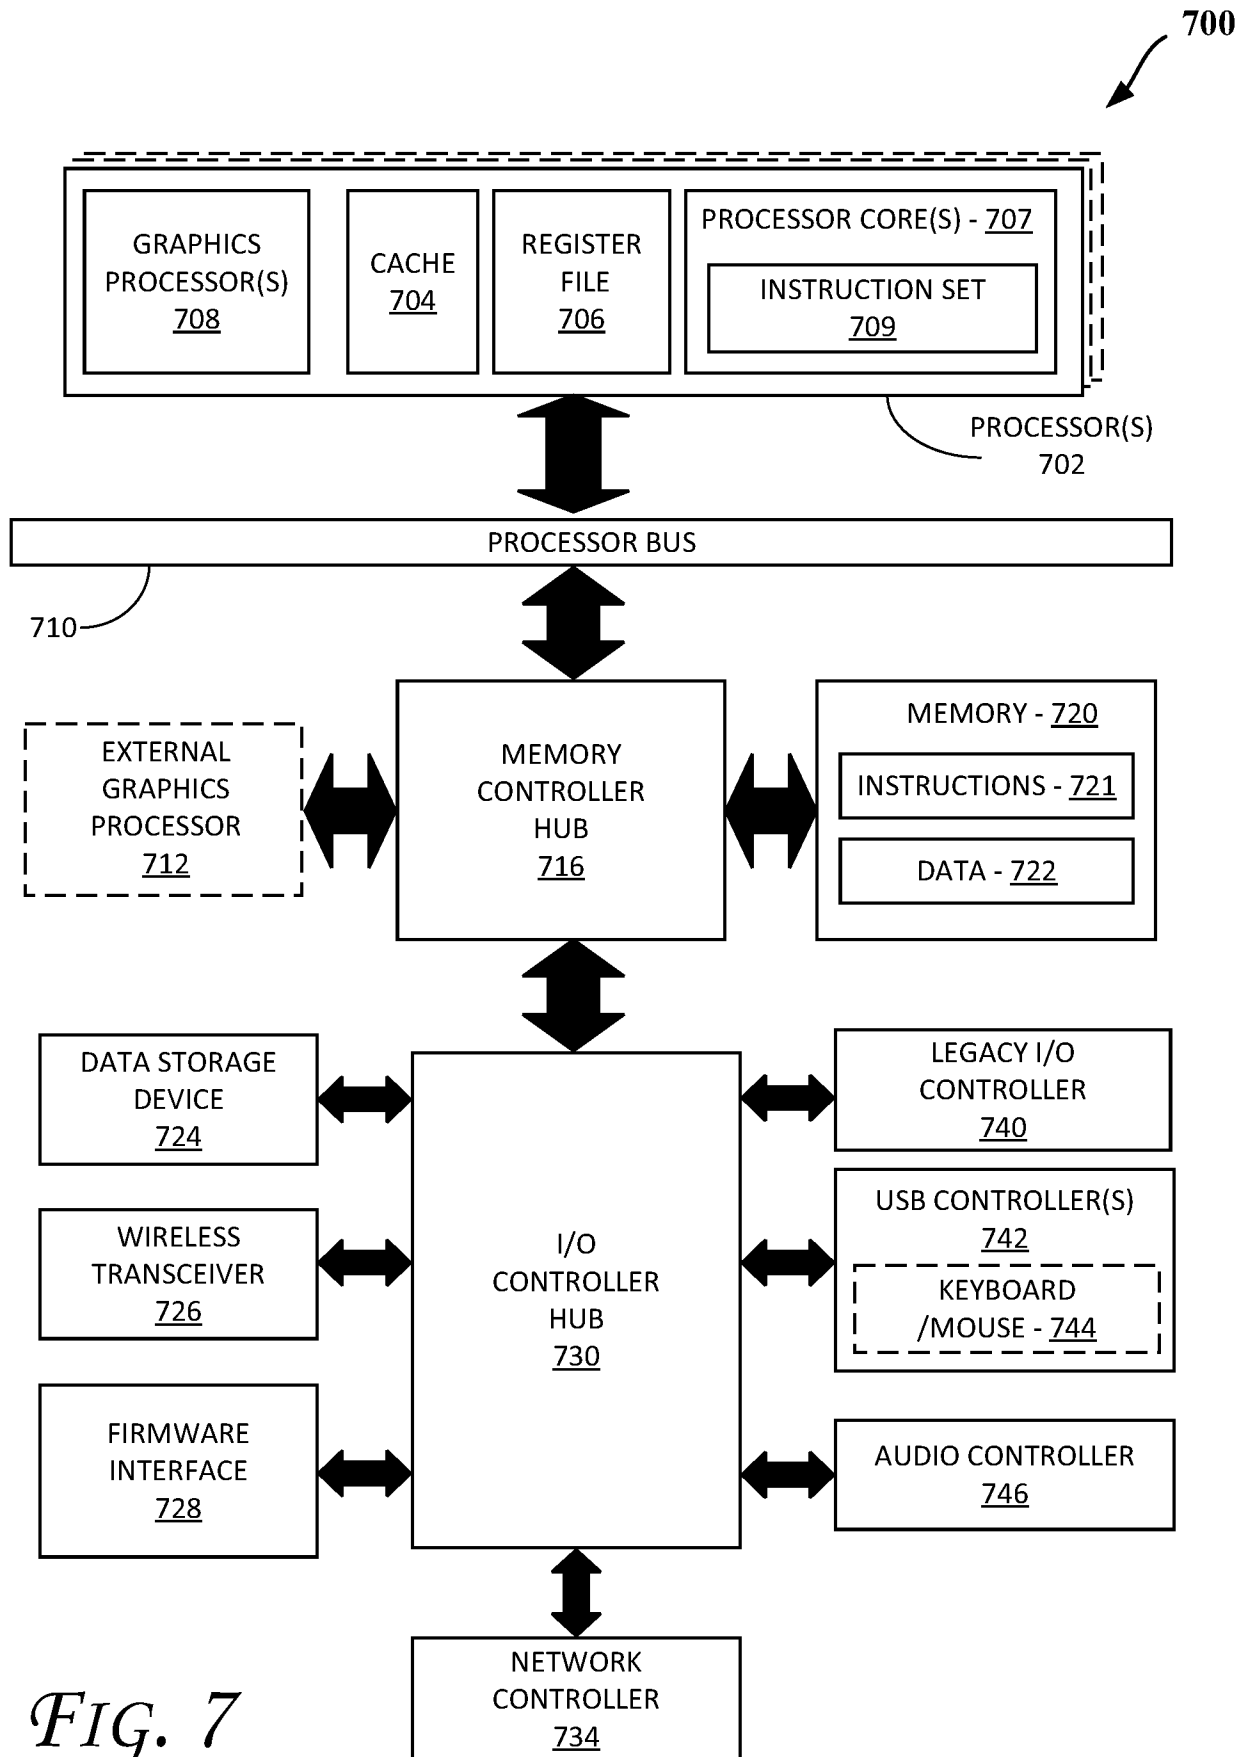 700
GRAPHICS
PROCESSOR(S)
708
CACHE
704
REGISTER
FILE
706
PROCESSOR CORE(S) - 707
INSTRUCTION SET
709
PROCESSOR(S)
702
PROCESSOR BUS
710
EXTERNAL
GRAPHICS
PROCESSOR
712
MEMORY
CONTROLLER
HUB
716
MEMORY - 720
INSTRUCTIONS - 721
DATA - 722
DATA STORAGE
DEVICE
724
WIRELESS
TRANSCEIVER
726
FIRMWARE
INTERFACE
728
I/O
CONTROLLER
HUB
730
LEGACY I/O
CONTROLLER
740
USB CONTROLLER(S)
742
KEYBOARD
/MOUSE - 744
AUDIO CONTROLLER
746
NETWORK
CONTROLLER
734
FIG. 7